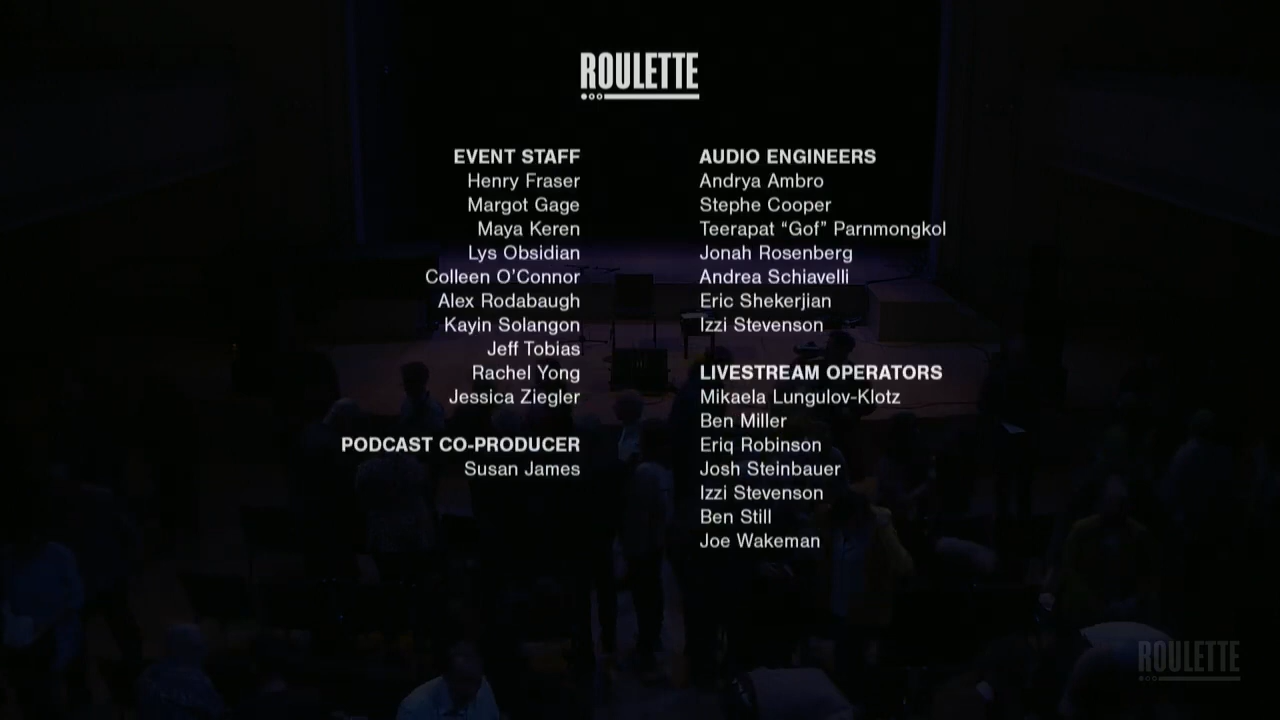 ROULETTE
EVENT STAFF
Henry Fraser
Margot Gage
Maya Keren
Lys Obsidian
Colleen O’Connor
Alex Rodabaugh
Kayin Solangon
Jeff Tobias
Rachel Yong
Jessica Ziegler
PODCAST CO-PRODUCER
Susan James
AUDIO ENGINEERS
Andrya Ambro
Stephe Cooper
Teerapat “Gof” Parnmongkol
Jonah Rosenberg
Andrea Schiavelli
Eric Shekerjian
Izzi Stevenson
LIVESTREAM OPERATORS
Mikaela Lungulov-Klotz
Ben Miller
Eriq Robinson
Josh Steinbauer
Izzi Stevenson
Ben Still
Joe Wakeman
ROULETTE